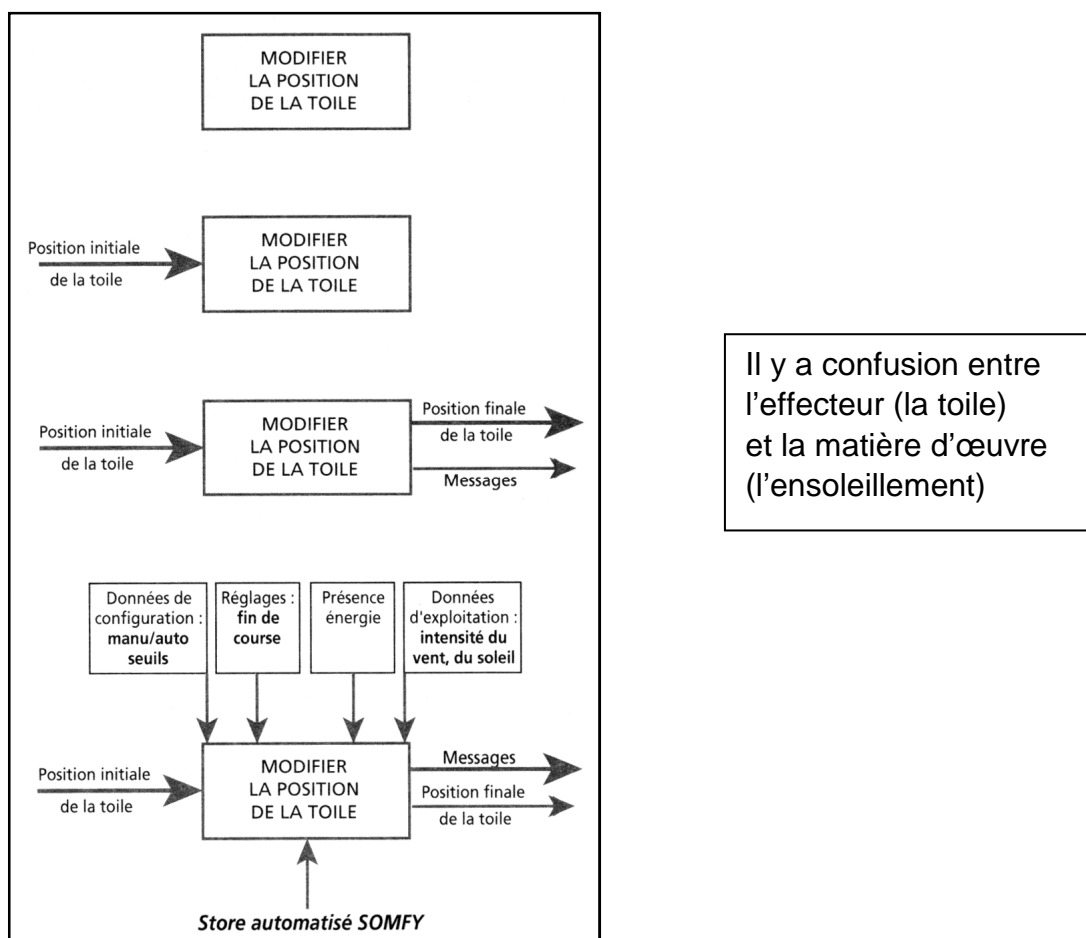 MODIFIER
LA POSITION
DE LA TOILE
Position initiale
de la toile
MODIFIER
LA POSITION
DE LA TOILE
Position initiale
de la toile
MODIFIER
LA POSITION
DE LA TOILE
Position finale
de la toile
Messages
Il y a confusion entre
l’effecteur (la toile)
et la matière d’œuvre
(l’ensoleillement)
Données de
configuration :
manu/auto
seuils
Réglages :
fin de
course
Présence
énergie
Données
d'exploitation :
intensité du
vent, du soleil
Position initiale
de la toile
MODIFIER
LA POSITION
DE LA TOILE
Messages
Position finale
de la toile
Store automatisé SOMFY